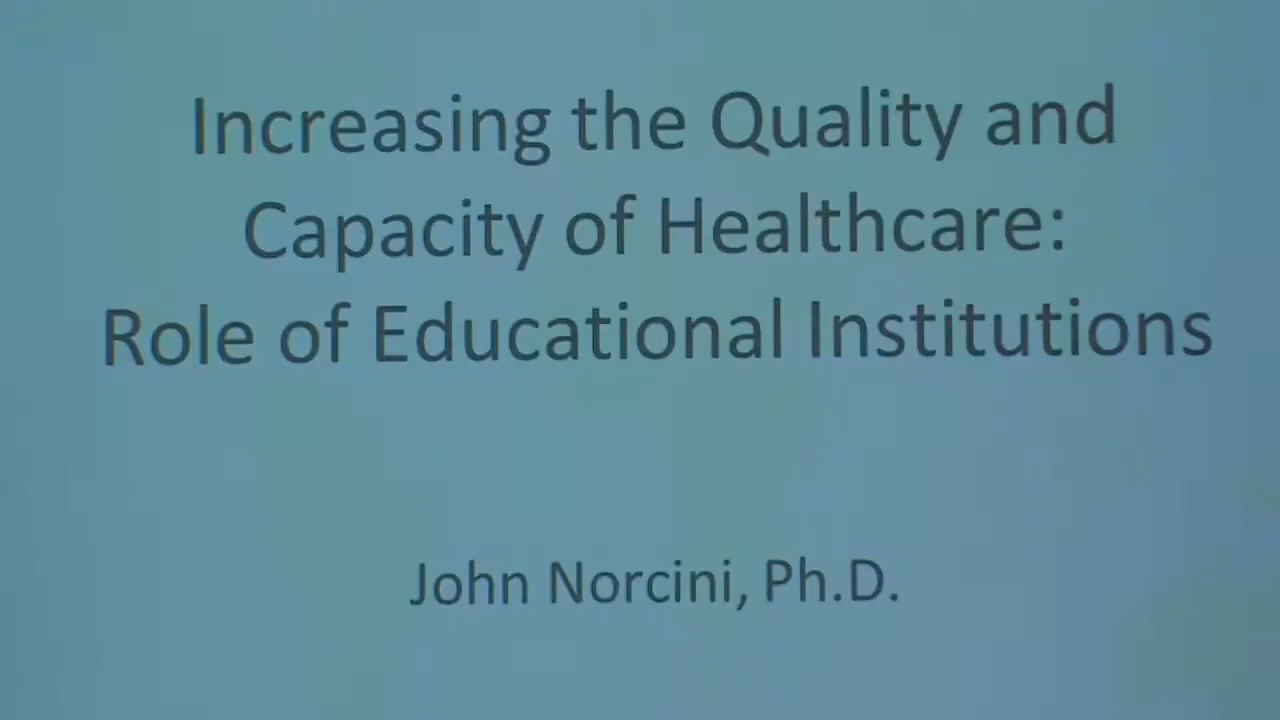 Increasing the Quality and
Capacity of Healthcare:
Role of Educational Institutions
John Norcini, Ph.D.